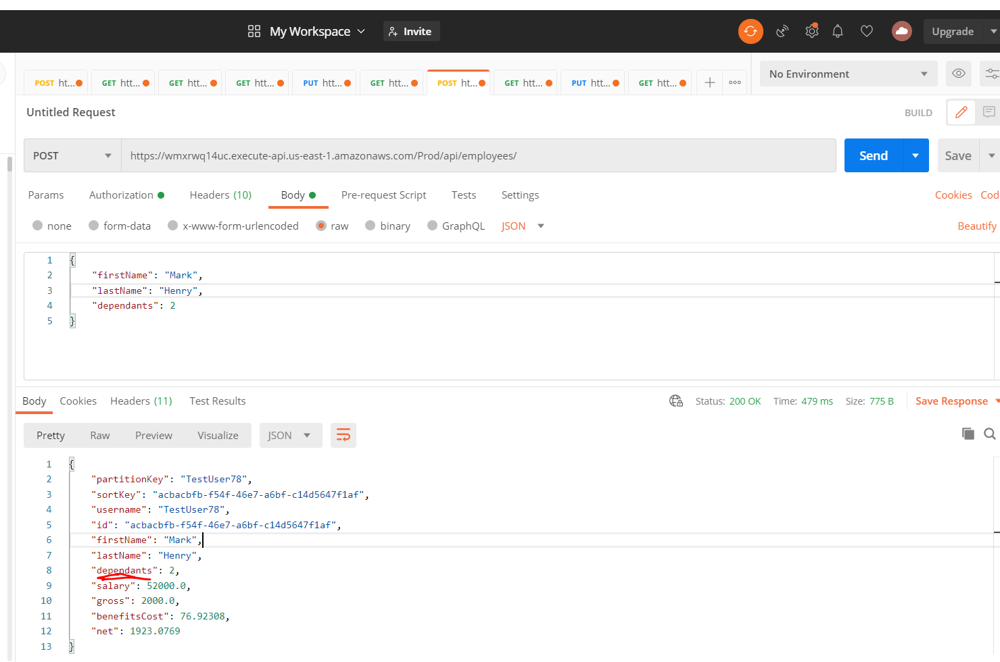 My Workspace Invite Upgrade
POST ht... GET htt... GET htt... GET htt... PUT htt... GET htt... POST ht... GET htt... PUT htt... GET htt... No Environment
Untitled Request BUILD
POST https://wmxrwq14uc.execute-api.us-east-1.amazonaws.com/Prod/api/employees/ Send Save
Params Authorization Headers (10) Body Pre-request Script Tests Settings Cookies Cod
none form-data x-www-form-urlencoded raw binary GraphQL JSON Beautify
1 {
2 "firstName": "Mark",
3 "lastName": "Henry",
4 "dependants": 2
5 }
Body Cookies Headers (11) Test Results Status: 200 OK Time: 479 ms Size: 775 B Save Response
Pretty Raw Preview Visualize JSON
1 {
2 "partitionKey": "TestUser78",
3 "sortKey": "acbacbfb-f54f-46e7-a6bf-c14d5647f1af",
4 "username": "TestUser78",
5 "id": "acbacbfb-f54f-46e7-a6bf-c14d5647f1af",
6 "firstName": "Mark",
7 "lastName": "Henry",
8 "dependants": 2,
9 "salary": 52000.0,
10 "gross": 2000.0,
11 "benefitsCost": 76.92308,
12 "net": 1923.0769
13 }